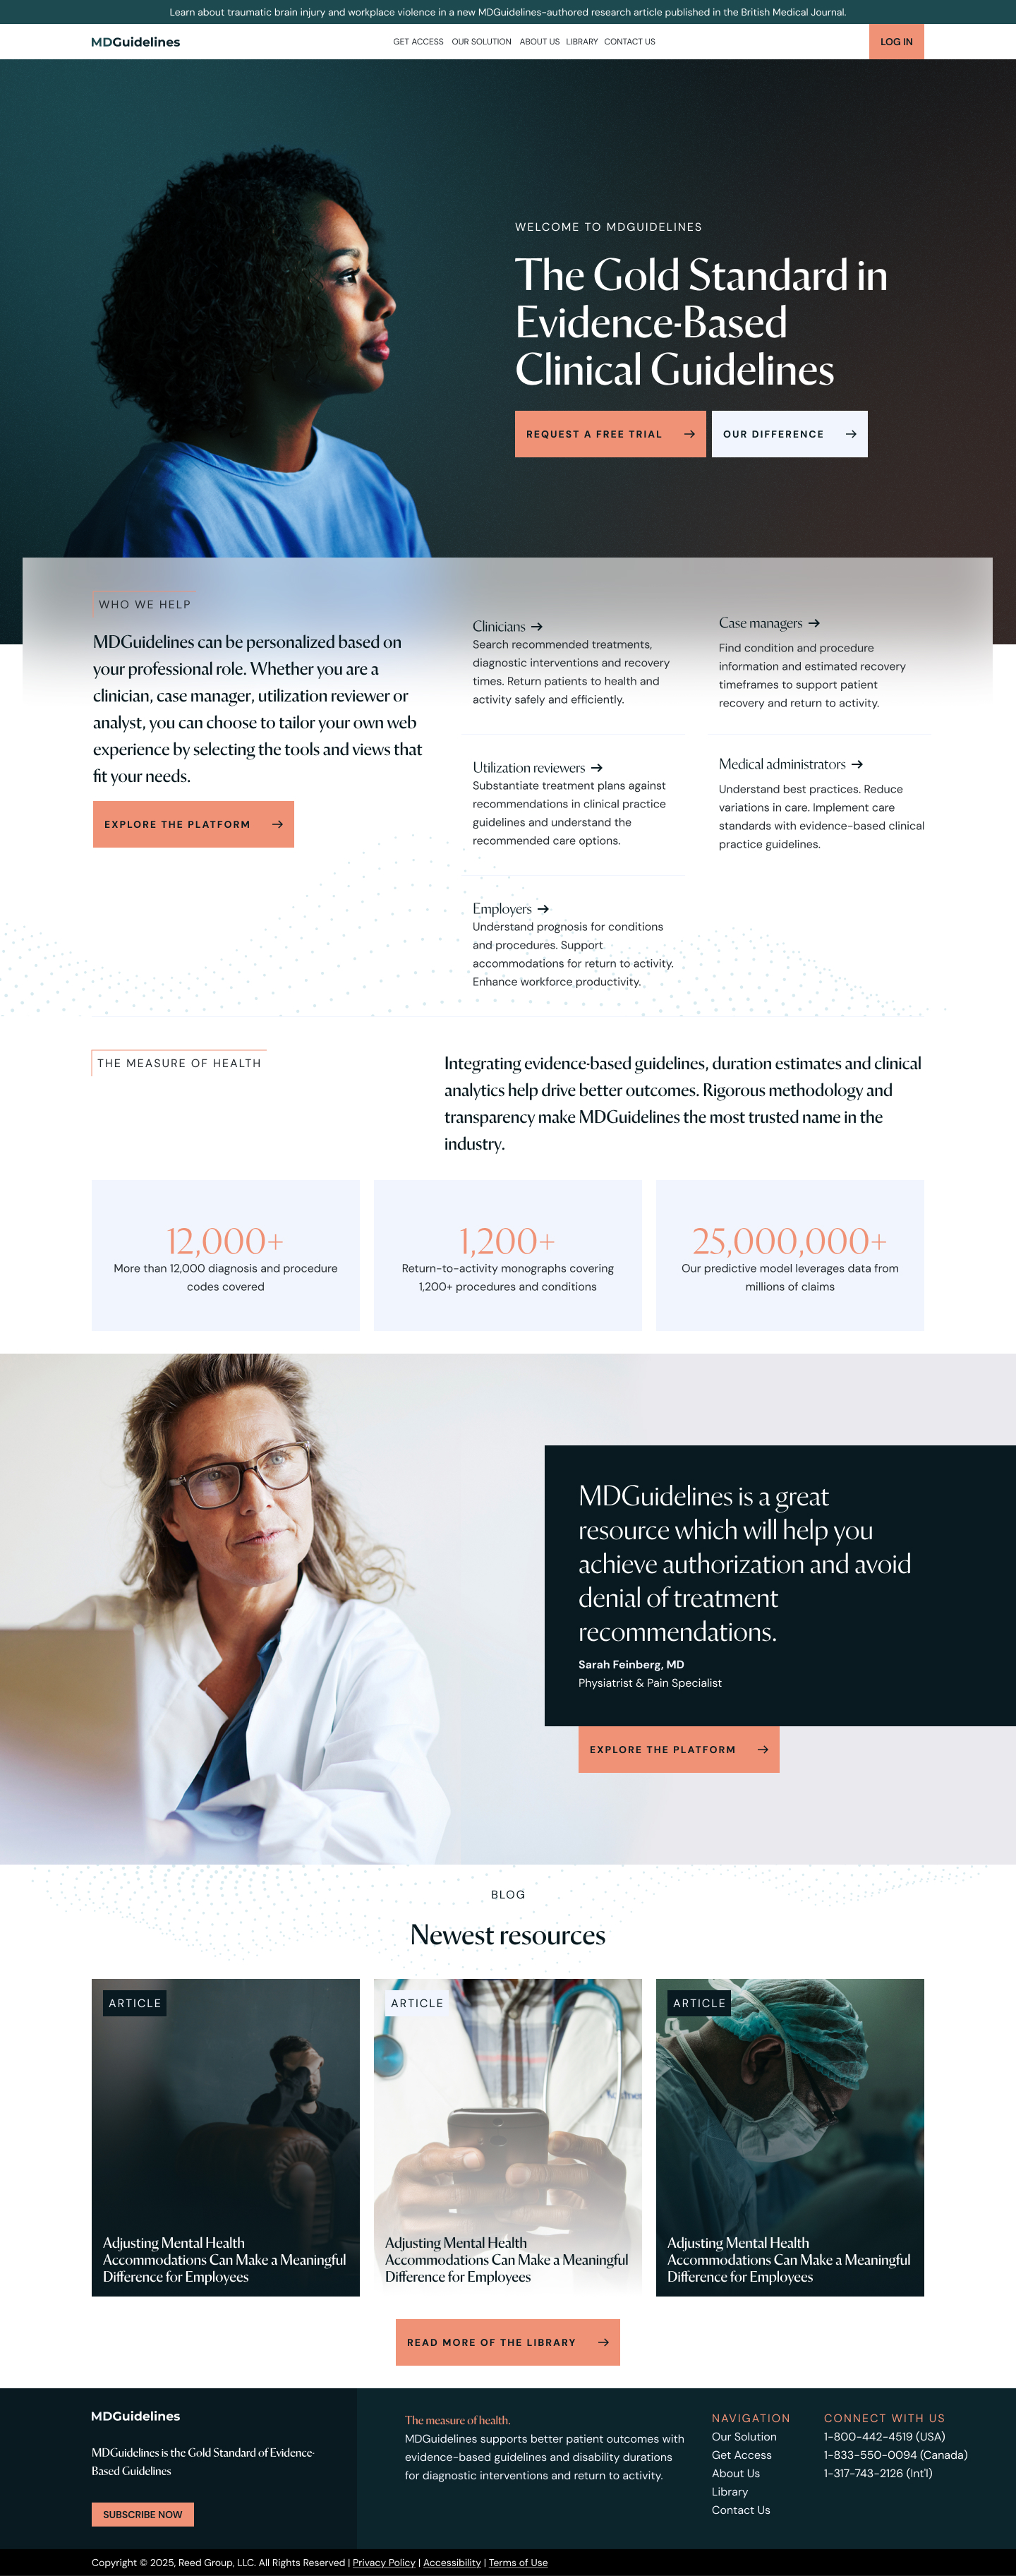 Learn about traumatic brain injury and workplace violence in a new MDGuidelines-authored research article published in the British Medical Journal.
MDGuidelines
GET ACCESS OUR SOLUTION ABOUT US LIBRARY CONTACT US
LOG IN
WELCOME TO MDGUIDELINES
The Gold Standard in
Evidence-Based
Clinical Guidelines
REQUEST A FREE TRIAL
OUR DIFFERENCE
WHO WE HELP
MDGuidelines can be personalized based on
your professional role. Whether you are a
clinician, case manager, utilization reviewer or
analyst, you can choose to tailor your own web
experience by selecting the tools and views that
fit your needs.
EXPLORE THE PLATFORM
Clinicians
Search recommended treatments,
diagnostic interventions and recovery
times. Return patients to health and
activity safely and efficiently.
Case managers
Find condition and procedure
information and estimated recovery
timeframes to support patient
recovery and return to activity.
Utilization reviewers
Substantiate treatment plans against
recommendations in clinical practice
guidelines and understand the
recommended care options.
Medical administrators
Understand best practices. Reduce
variations in care. Implement care
standards with evidence-based clinical
practice guidelines.
Employers
Understand prognosis for conditions
and procedures. Support
accommodations for return to activity.
Enhance workforce productivity.
THE MEASURE OF HEALTH
Integrating evidence-based guidelines, duration estimates and clinical
analytics help drive better outcomes. Rigorous methodology and
transparency make MDGuidelines the most trusted name in the
industry.
12,000+
More than 12,000 diagnosis and procedure
codes covered
1,200+
Return-to-activity monographs covering
1,200+ procedures and conditions
25,000,000+
Our predictive model leverages data from
millions of claims
MDGuidelines is a great
resource which will help you
achieve authorization and avoid
denial of treatment
recommendations.
Sarah Feinberg, MD
Physiatrist & Pain Specialist
EXPLORE THE PLATFORM
BLOG
Newest resources
ARTICLE
Adjusting Mental Health
Accommodations Can Make a Meaningful
Difference for Employees
ARTICLE
Adjusting Mental Health
Accommodations Can Make a Meaningful
Difference for Employees
ARTICLE
Adjusting Mental Health
Accommodations Can Make a Meaningful
Difference for Employees
READ MORE OF THE LIBRARY
MDGuidelines
MDGuidelines is the Gold Standard of Evidence-
Based Guidelines
SUBSCRIBE NOW
The measure of health.
MDGuidelines supports better patient outcomes with
evidence-based guidelines and disability durations
for diagnostic interventions and return to activity.
NAVIGATION
Our Solution
Get Access
About Us
Library
Contact Us
CONNECT WITH US
1-800-442-4519 (USA)
1-833-550-0094 (Canada)
1-317-743-2126 (Int'l)
Copyright © 2025, Reed Group, LLC. All Rights Reserved | Privacy Policy | Accessibility | Terms of Use